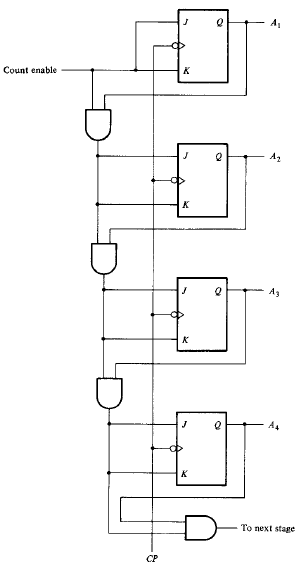 J Q A1
Count enable
K
J Q A2
K
J Q A3
K
J Q A4
K
To next stage
CP